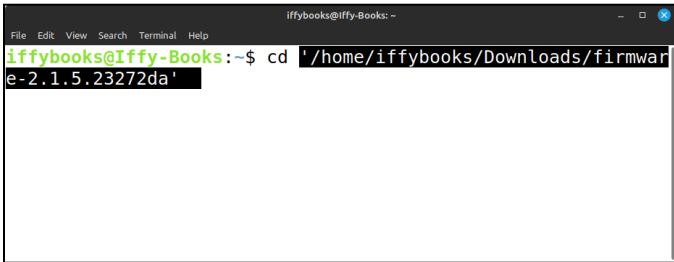 iffybooks@Iffy-Books: ~
File Edit View Search Terminal Help
iffybooks@Iffy-Books:~$ cd '/home/iffybooks/Downloads/firmwar
e-2.1.5.23272da'